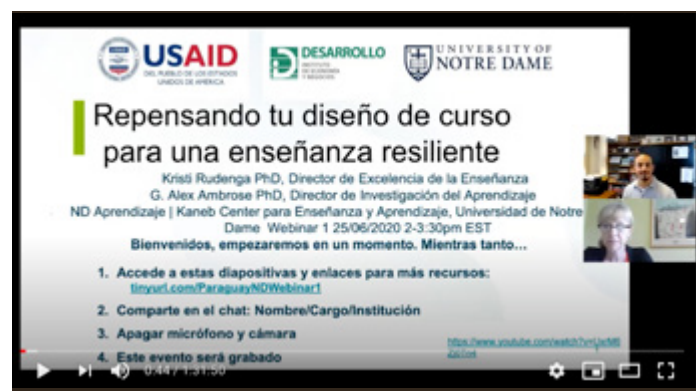 USAID
DEL PUEBLO DE LOS ESTADOS
UNIDOS DE AMÉRICA
DESARROLLO
INSTITUTO
DE ECONOMÍA
Y NEGOCIOS
UNIVERSITY OF
NOTRE DAME
Repensando tu diseño de curso
para una enseñanza resiliente
Kristi Rudenga PhD, Director de Excelencia de la Enseñanza
G. Alex Ambrose PhD, Director de Investigación del Aprendizaje
ND Aprendizaje | Kaneb Center para Enseñanza y Aprendizaje, Universidad de Notre
Dame Webinar 1 25/06/2020 2-3:30pm EST
Bienvenidos, empezaremos en un momento. Mientras tanto...
1. Accede a estas diapositivas y enlaces para más recursos:
tinyurl.com/ParaguayNDWebinar1
2. Comparte en el chat: Nombre/Cargo/Institución
3. Apagar micrófono y cámara
4. Este evento será grabado
0:44 / 1:31:50